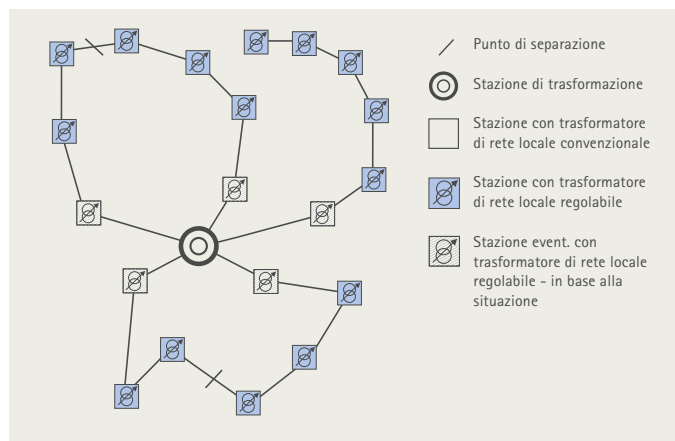 Punto di separazione
Stazione di trasformazione
Stazione con trasformatore
di rete locale convenzionale
Stazione con trasformatore
di rete locale regolabile
Stazione event. con
trasformatore di rete locale
regolabile - in base alla
situazione